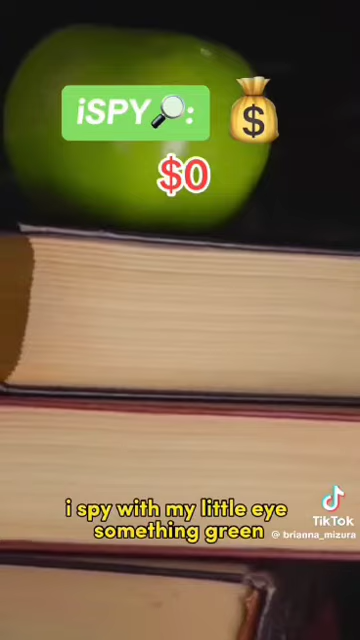 iSPY🔎: 💰
$0
i spy with my little eye
something green
TikTok
@ brianna_mizura